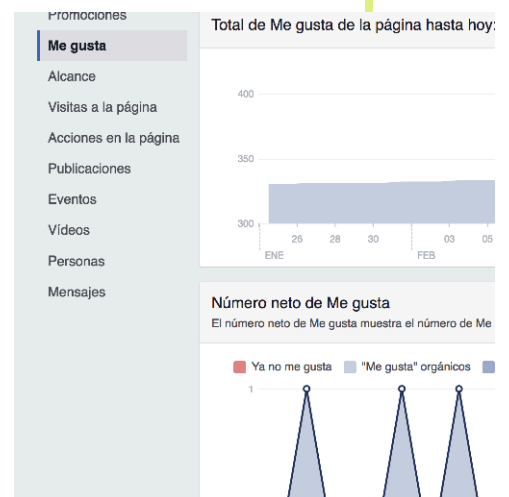 Promociones
Me gusta
Alcance
Visitas a la página
Acciones en la página
Publicaciones
Eventos
Vídeos
Personas
Mensajes
Total de Me gusta de la página hasta hoy:
400
350
300
26 28 30 03 05
ENE FEB
Número neto de Me gusta
El número neto de Me gusta muestra el número de Me
Ya no me gusta "Me gusta" orgánicos
1